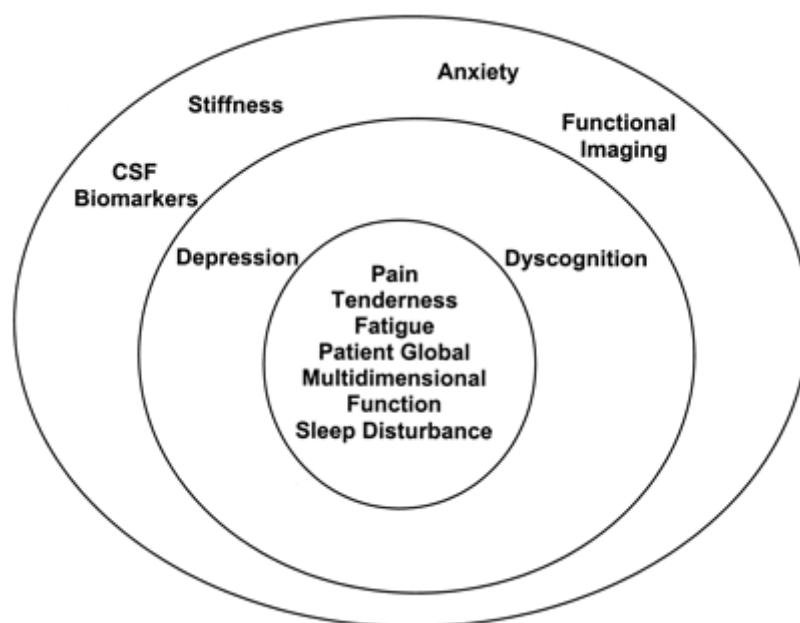 Anxiety
Stiffness
Functional
Imaging
CSF
Biomarkers
Depression
Dyscognition
Pain
Tenderness
Fatigue
Patient Global
Multidimensional
Function
Sleep Disturbance